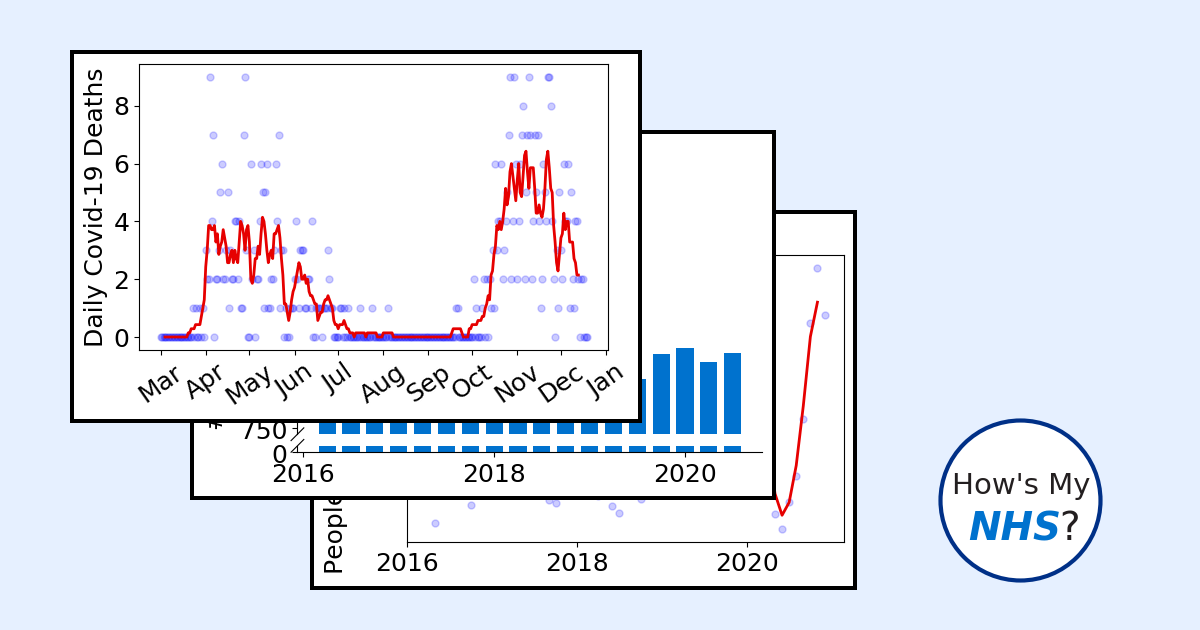 Daily Covid-19 Deaths
8
6
4
2
0
Mar Apr May Jun Jul Aug Sep Oct Nov Dec Jan
750
0
2016 2018 2020
People
2016 2018 2020
How's My
NHS?